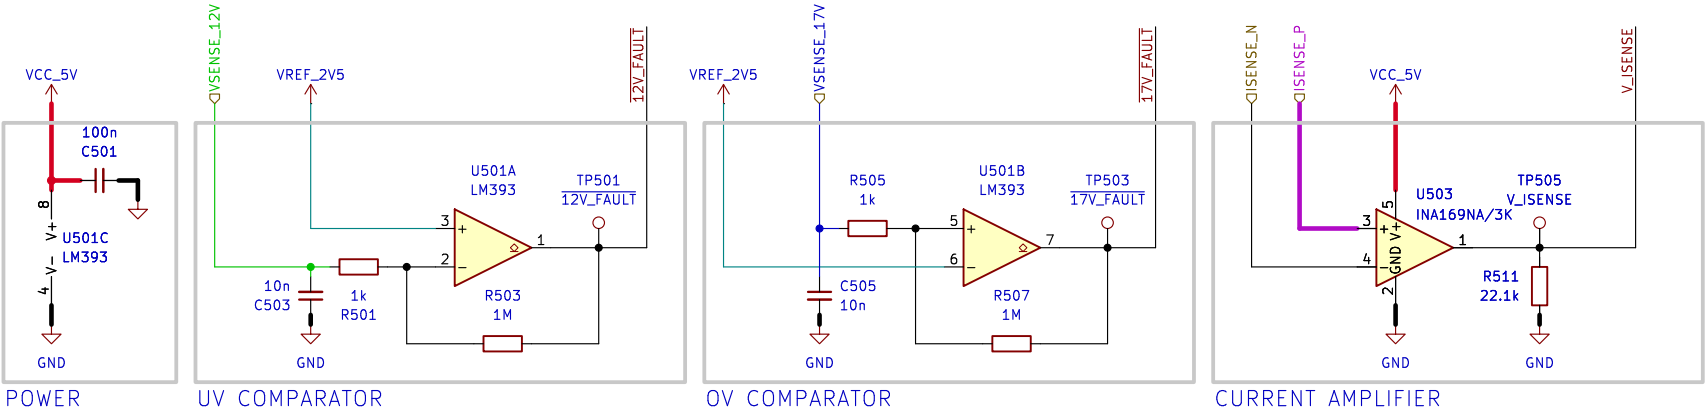 VCC_5V
100n
C501
8
V+
U501C
LM393
V-
4
GND
POWER
VSENSE_12V
VREF_2V5
12V_FAULT
U501A
LM393
TP501
12V_FAULT
3
+
1
2
-
10n
C503
1k
R501
R503
1M
GND
UV COMPARATOR
VREF_2V5
VSENSE_17V
17V_FAULT
R505
1k
U501B
LM393
TP503
17V_FAULT
5
+
7
6
-
C505
10n
R507
1M
GND
OV COMPARATOR
ISENSE_N
ISENSE_P
VCC_5V
V_ISENSE
U503
INA169NA/3K
TP505
V_ISENSE
5
3
+
V+
1
4
-
GND
2
R511
22.1k
GND
GND
CURRENT AMPLIFIER